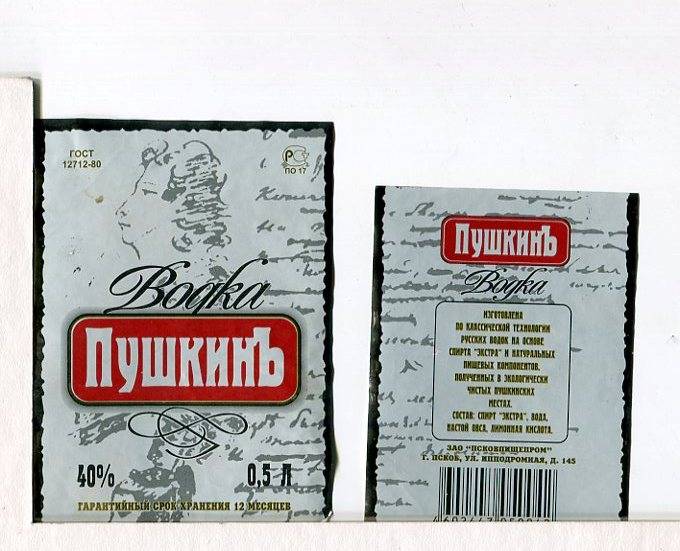 ГОСТ
12712-80
РС
ПО 17
Водка
ПушкинЪ
40% 0,5 Л
ГАРАНТИЙНЫЙ СРОК ХРАНЕНИЯ 12 МЕСЯЦЕВ
ПушкинЪ
Водка
ИЗГОТОВЛЕНА
ПО КЛАССИЧЕСКОЙ ТЕХНОЛОГИИ
РУССКИХ ВОДОК НА ОСНОВЕ
СПИРТА "ЭКСТРА" И НАТУРАЛЬНЫХ
ПИЩЕВЫХ КОМПОНЕНТОВ,
ПОЛУЧЕННЫХ В ЭКОЛОГИЧЕСКИ
ЧИСТЫХ ПУШКИНСКИХ
МЕСТАХ.
СОСТАВ: СПИРТ "ЭКСТРА", ВОДА,
НАСТОЙ ОВСА, ЛИМОННАЯ КИСЛОТА.
ЗАО "ПСКОВПИЩЕПРОМ"
Г. ПСКОВ, УЛ. ИППОДРОМНАЯ, Д. 145